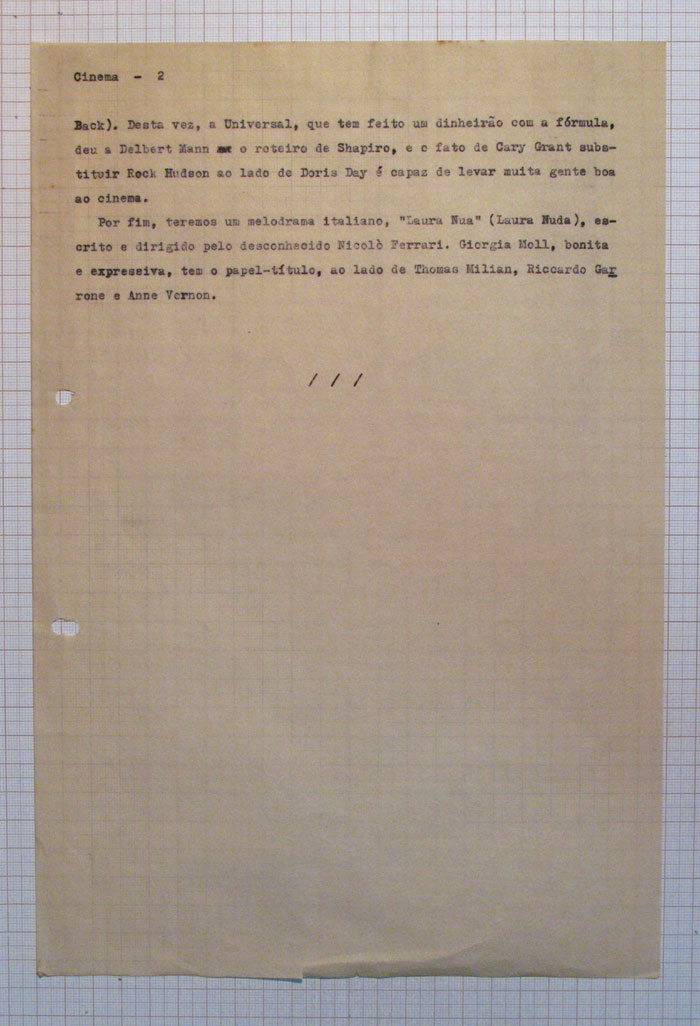 Cinema - 2
Back). Desta vez, a Universal, que tem feito um dinheirão com a fórmula,
deu a Delbert Mann o roteiro de Shapiro, e o fato de Cary Grant subs-
tituir Rock Hudson ao lado de Doris Day é capaz de levar muita gente boa
ao cinema.
Por fim, teremos um melodrama italiano, "Laura Nua" (Laura Nuda), es-
crito e dirigido pelo desconhecido Nicolò Ferrari. Giorgia Moll, bonita
e expressiva, tem o papel-título, ao lado de Thomas Milian, Riccardo Gar
rone e Anne Vernon.
/ / /